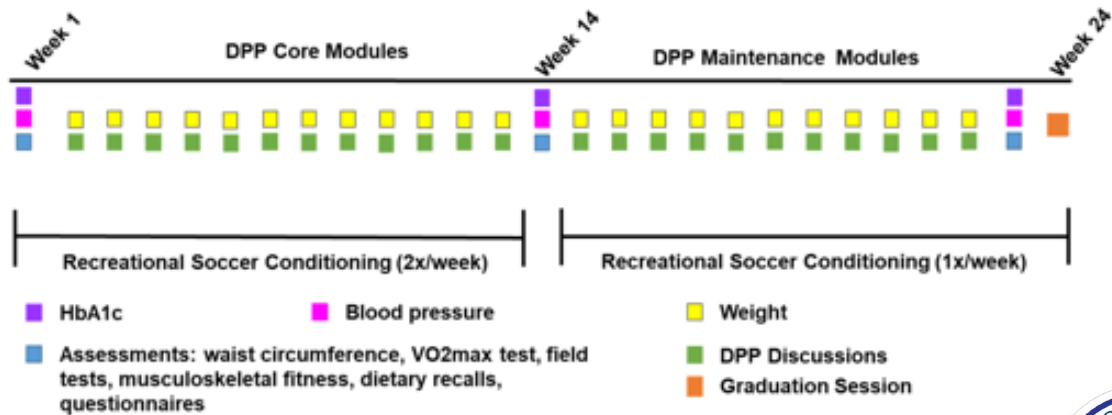 Week 1
DPP Core Modules
Week 14
DPP Maintenance Modules
Week 24
Recreational Soccer Conditioning (2x/week)
Recreational Soccer Conditioning (1x/week)
HbA1c
Blood pressure
Weight
Assessments: waist circumference, VO2max test, field
tests, musculoskeletal fitness, dietary recalls,
questionnaires
DPP Discussions
Graduation Session